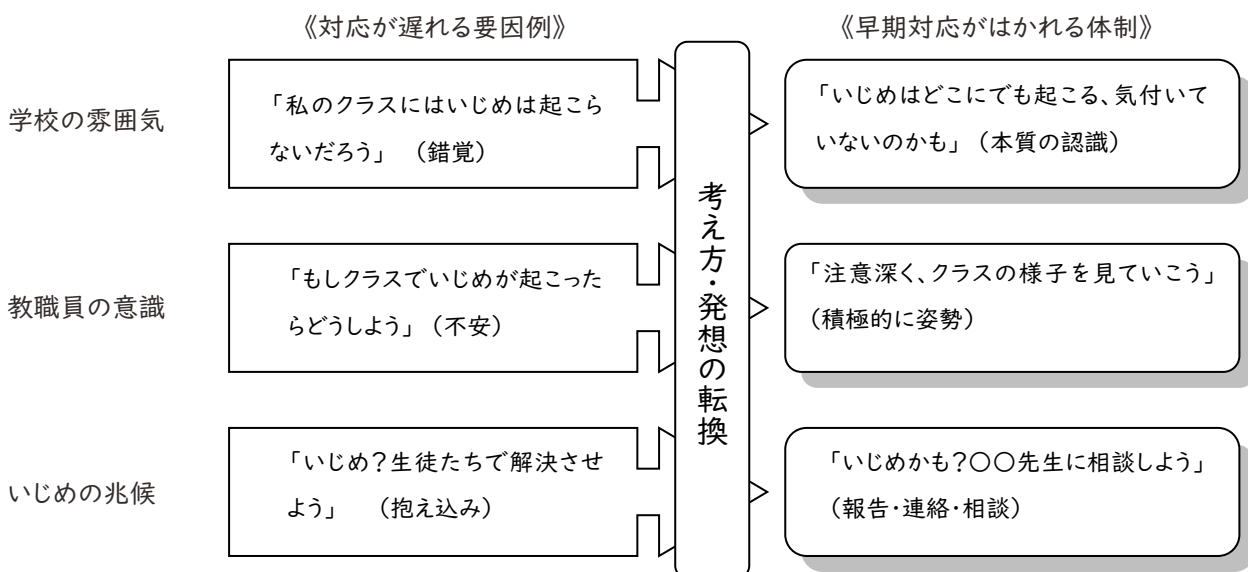 《対応が遅れる要因例》
《早期対応がはかれる体制》
学校の雰囲気
「私のクラスにはいじめは起こら
ないだろう」 (錯覚)
「いじめはどこにでも起こる、気付いて
いないのかも」 (本質の認識)
考え方・発想の転換
教職員の意識
「もしクラスでいじめが起こった
らどうしよう」 (不安)
「注意深く、クラスの様子を見ていこう」
(積極的に姿勢)
いじめの兆候
「いじめ?生徒たちで解決させ
よう」 (抱え込み)
「いじめかも?〇〇先生に相談しよう」
(報告・連絡・相談)